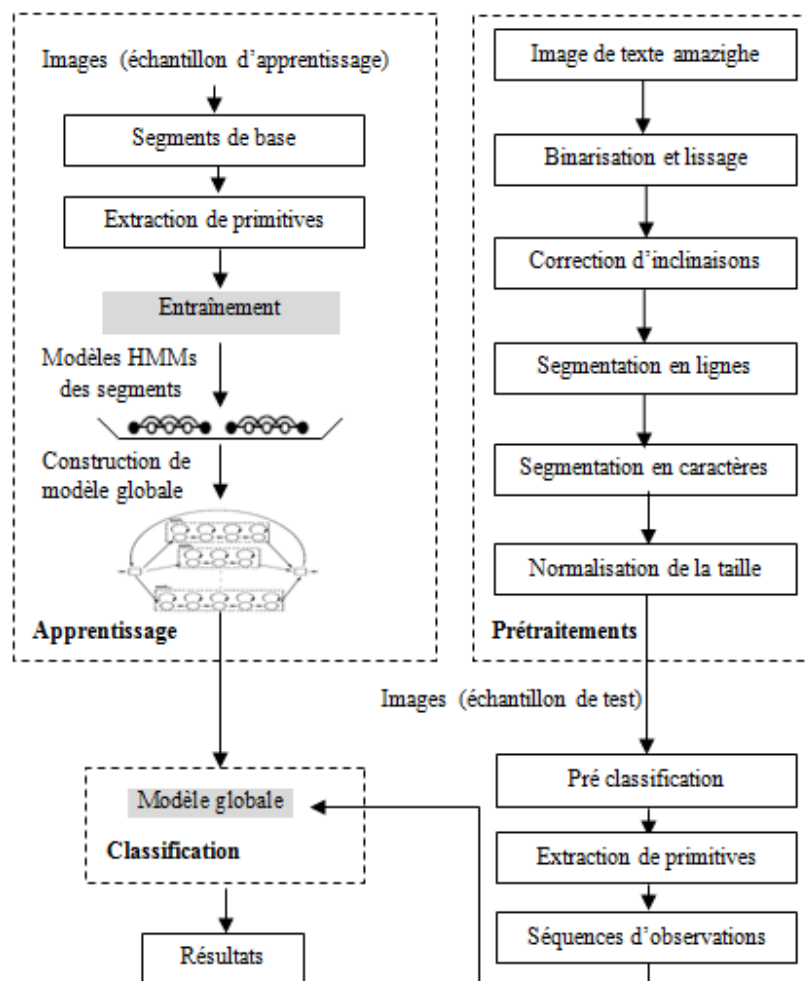 Images (échantillon d'apprentissage)
Segments de base
Extraction de primitives
Entraînement
Modèles HMMs
des segments
Construction de
modèle globale
Apprentissage
Image de texte amazighe
Binarisation et lissage
Correction d'inclinaisons
Segmentation en lignes
Segmentation en caractères
Normalisation de la taille
Prétraitements
Images (échantillon de test)
Pré classification
Extraction de primitives
Séquences d'observations
Modèle globale
Classification
Résultats